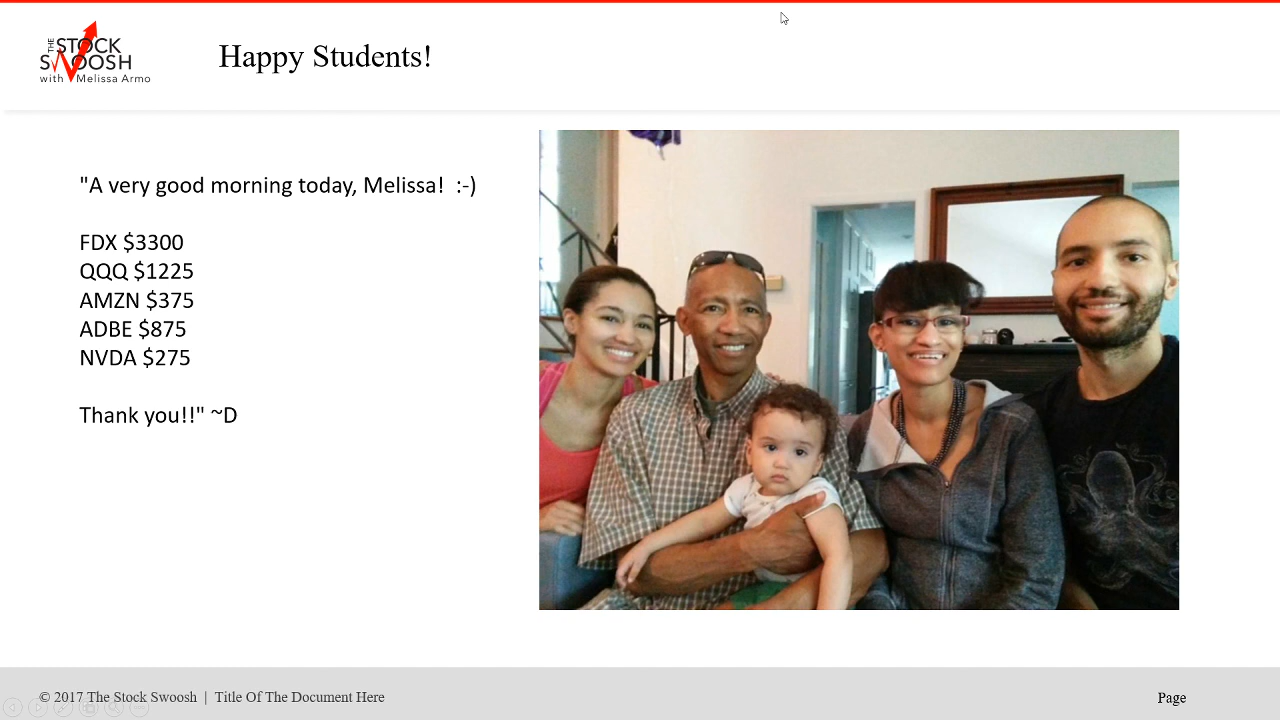 THE
STOCK
SWOOSH
with Melissa Armo
Happy Students!
"A very good morning today, Melissa!  :-)
FDX $3300
QQQ $1225
AMZN $375
ADBE $875
NVDA $275
Thank you!!" ~D
© 2017 The Stock Swoosh | Title Of The Document Here
Page